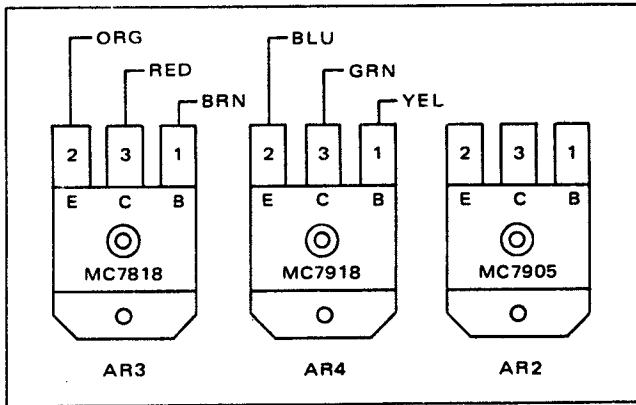 ORG
RED
BRN
2 3 1
E C B
MC7818
AR3
BLU
GRN
YEL
2 3 1
E C B
MC7918
AR4
2 3 1
E C B
MC7905
AR2